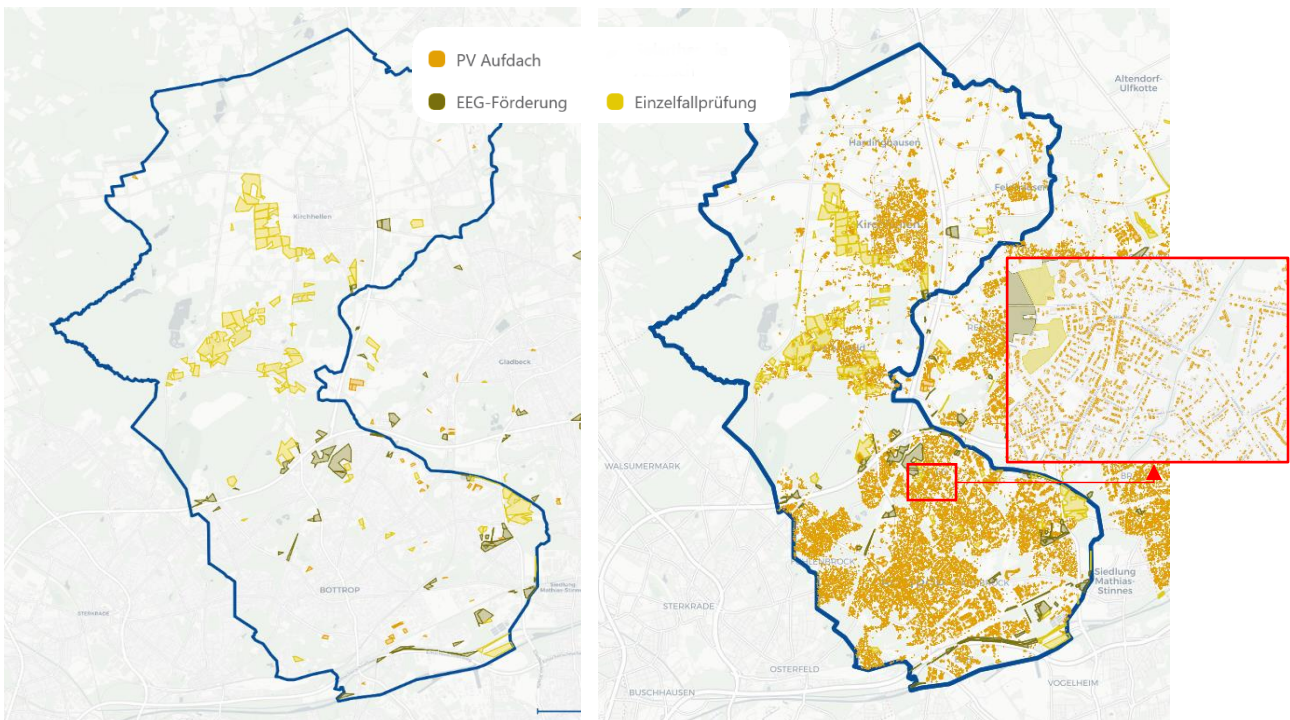 PV Aufdach
EEG-Förderung
Einzelfallprüfung
Kirchhellen
Gladbeck
BOTTROP
STERKRADE
Siedlung
Mathias-Stinnes
Altendorf-
Ulfkotte
Hardinghausen
WALSUMERMARK
STERKRADE
OSTERFELD
BUSCHHAUSEN
VOGELHEIM
Siedlung
Mathias-
Stinnes